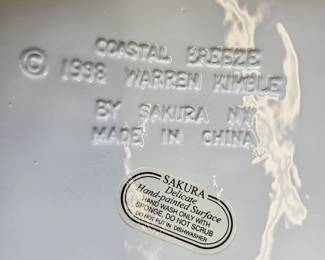 COASTAL BREEZE
© 1998 WARREN KIMBLE
BY SAKURA NY
MADE IN CHINA
SAKURA
Delicate
Hand-painted Surface
HAND WASH ONLY WITH
SPONGE. DO NOT SCRUB
DO NOT PUT IN DISHWASHER